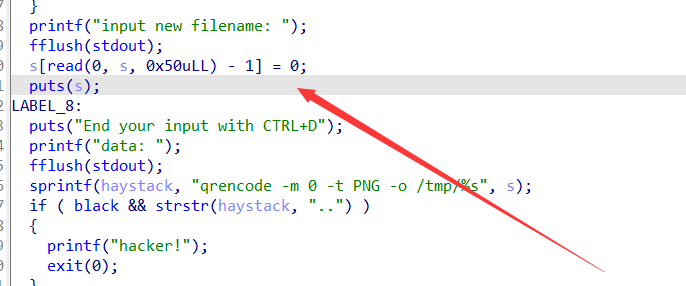 }
printf("input new filename: ");
fflush(stdout);
s[read(0, s, 0x50uLL) - 1] = 0;
puts(s);
LABEL_8:
puts("End your input with CTRL+D");
printf("data: ");
fflush(stdout);
sprintf(haystack, "qrencode -m 0 -t PNG -o /tmp/%s", s);
if ( black && strstr(haystack, "..") )
{
printf("hacker!");
exit(0);
}